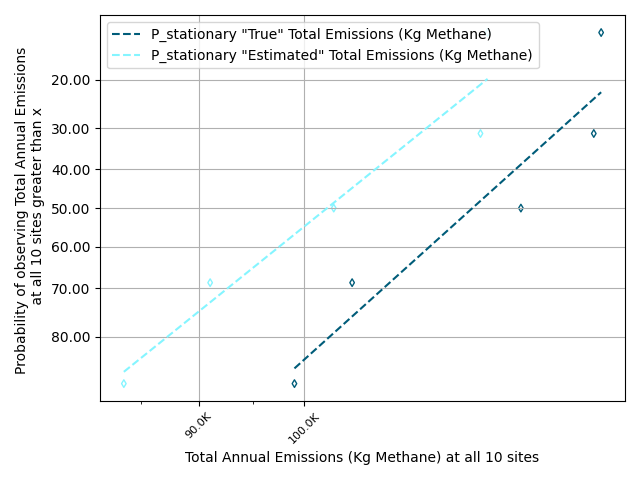 P_stationary "True" Total Emissions (Kg Methane)
P_stationary "Estimated" Total Emissions (Kg Methane)
Probability of observing Total Annual Emissions
at all 10 sites greater than x
20.00
30.00
40.00
50.00
60.00
70.00
80.00
90.0K
100.0K
Total Annual Emissions (Kg Methane) at all 10 sites